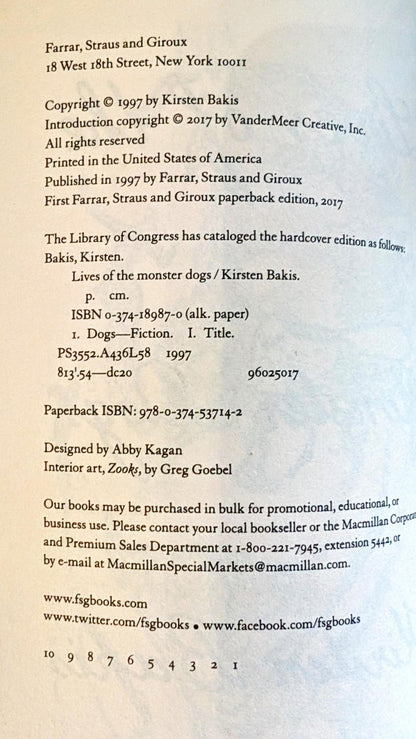 Farrar, Straus and Giroux
18 West 18th Street, New York 10011
Copyright © 1997 by Kirsten Bakis
Introduction copyright © 2017 by VanderMeer Creative, Inc.
All rights reserved
Printed in the United States of America
Published in 1997 by Farrar, Straus and Giroux
First Farrar, Straus and Giroux paperback edition, 2017
The Library of Congress has cataloged the hardcover edition as follows:
Bakis, Kirsten.
Lives of the monster dogs / Kirsten Bakis.
p. cm.
ISBN 0-374-18987-0 (alk. paper)
1. Dogs—Fiction. I. Title.
PS3552.A436L58 1997
813'.54—dc20 96025017
Paperback ISBN: 978-0-374-53714-2
Designed by Abby Kagan
Interior art, Zooks, by Greg Goebel
Our books may be purchased in bulk for promotional, educational, or
business use. Please contact your local bookseller or the Macmillan
and Premium Sales Department at 1-800-221-7945, extension 5442, or
by e-mail at MacmillanSpecialMarkets@macmillan.com.
www.fsgbooks.com
www.twitter.com/fsgbooks • www.facebook.com/fsgbooks
10 9 8 7 6 5 4 3 2 1